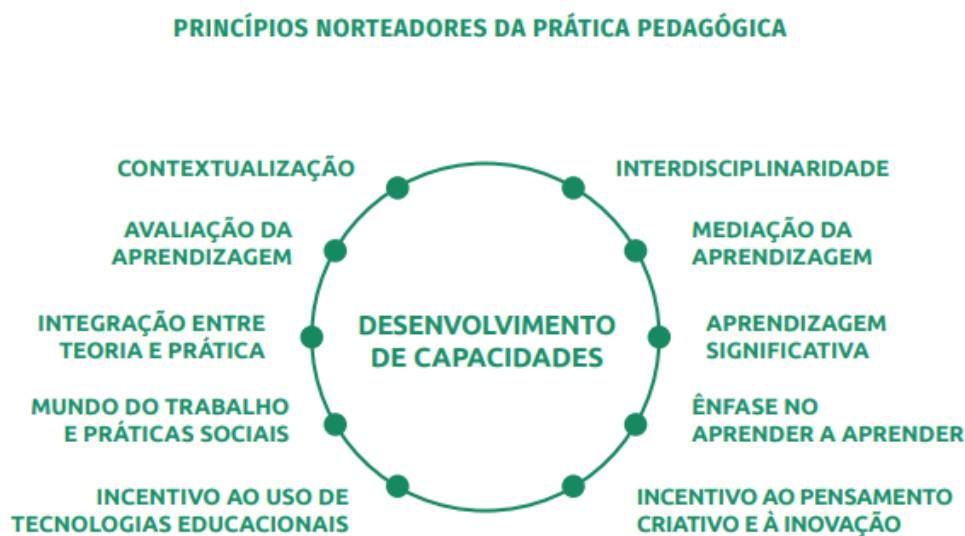 PRINCÍPIOS NORTEADORES DA PRÁTICA PEDAGÓGICA
CONTEXTUALIZAÇÃO
INTERDISCIPLINARIDADE
AVALIAÇÃO DA
APRENDIZAGEM
MEDIAÇÃO DA
APRENDIZAGEM
INTEGRAÇÃO ENTRE
TEORIA E PRÁTICA
DESENVOLVIMENTO
DE CAPACIDADES
APRENDIZAGEM
SIGNIFICATIVA
MUNDO DO TRABALHO
E PRÁTICAS SOCIAIS
ÊNFASE NO
APRENDER A APRENDER
INCENTIVO AO USO DE
TECNOLOGIAS EDUCACIONAIS
INCENTIVO AO PENSAMENTO
CRIATIVO E À INOVAÇÃO